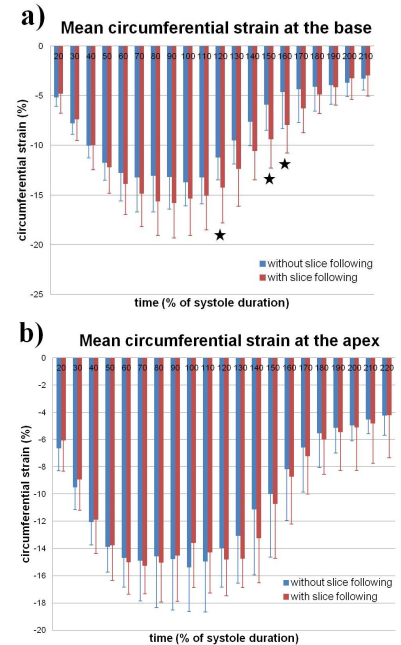 a) Mean circumferential strain at the base
0
20 30 40 50 60 70 80 90 100 110 120 130 140 150 160 170 180 190 200 210
-5
-10
-15
-20
-25
circumferential strain (%)
without slice following
with slice following
time (% of systole duration)
b) Mean circumferential strain at the apex
0
20 30 40 50 60 70 80 90 100 110 120 130 140 150 160 170 180 190 200 210 220
-2
-4
-6
-8
-10
-12
-14
-16
-18
-20
circumferential strain (%)
without slice following
with slice following
time (% of systole duration)